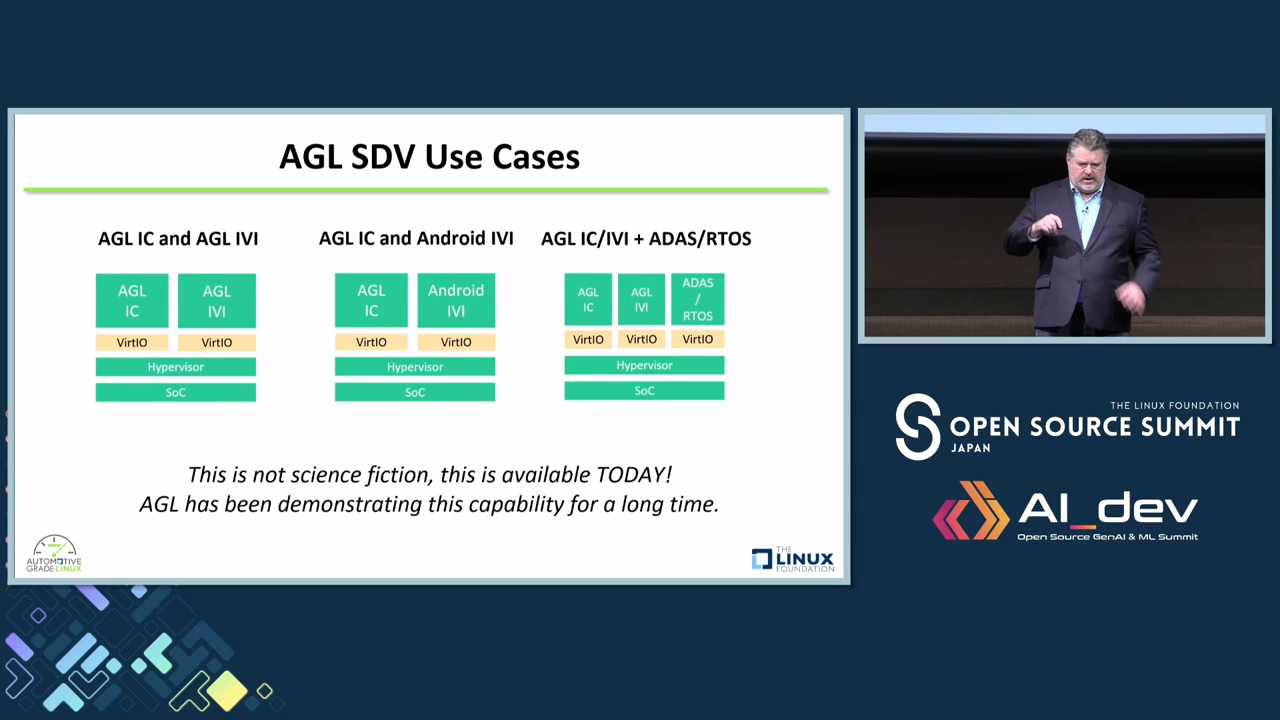 AGL SDV Use Cases
AGL IC and AGL IVI
AGL
IC
AGL
IVI
VirtIO
VirtIO
Hypervisor
SoC
AGL IC and Android IVI
AGL
IC
Android
IVI
VirtIO
VirtIO
Hypervisor
SoC
AGL IC/IVI + ADAS/RTOS
AGL
IC
AGL
IVI
ADAS
/
RTOS
VirtIO
VirtIO
VirtIO
Hypervisor
SoC
This is not science fiction, this is available TODAY!
AGL has been demonstrating this capability for a long time.
AUTOMOTIVE
GRADE LINUX
THE
LINUX
FOUNDATION
THE LINUX FOUNDATION
OPEN SOURCE SUMMIT
JAPAN
AI_dev
Open Source GenAI & ML Summit